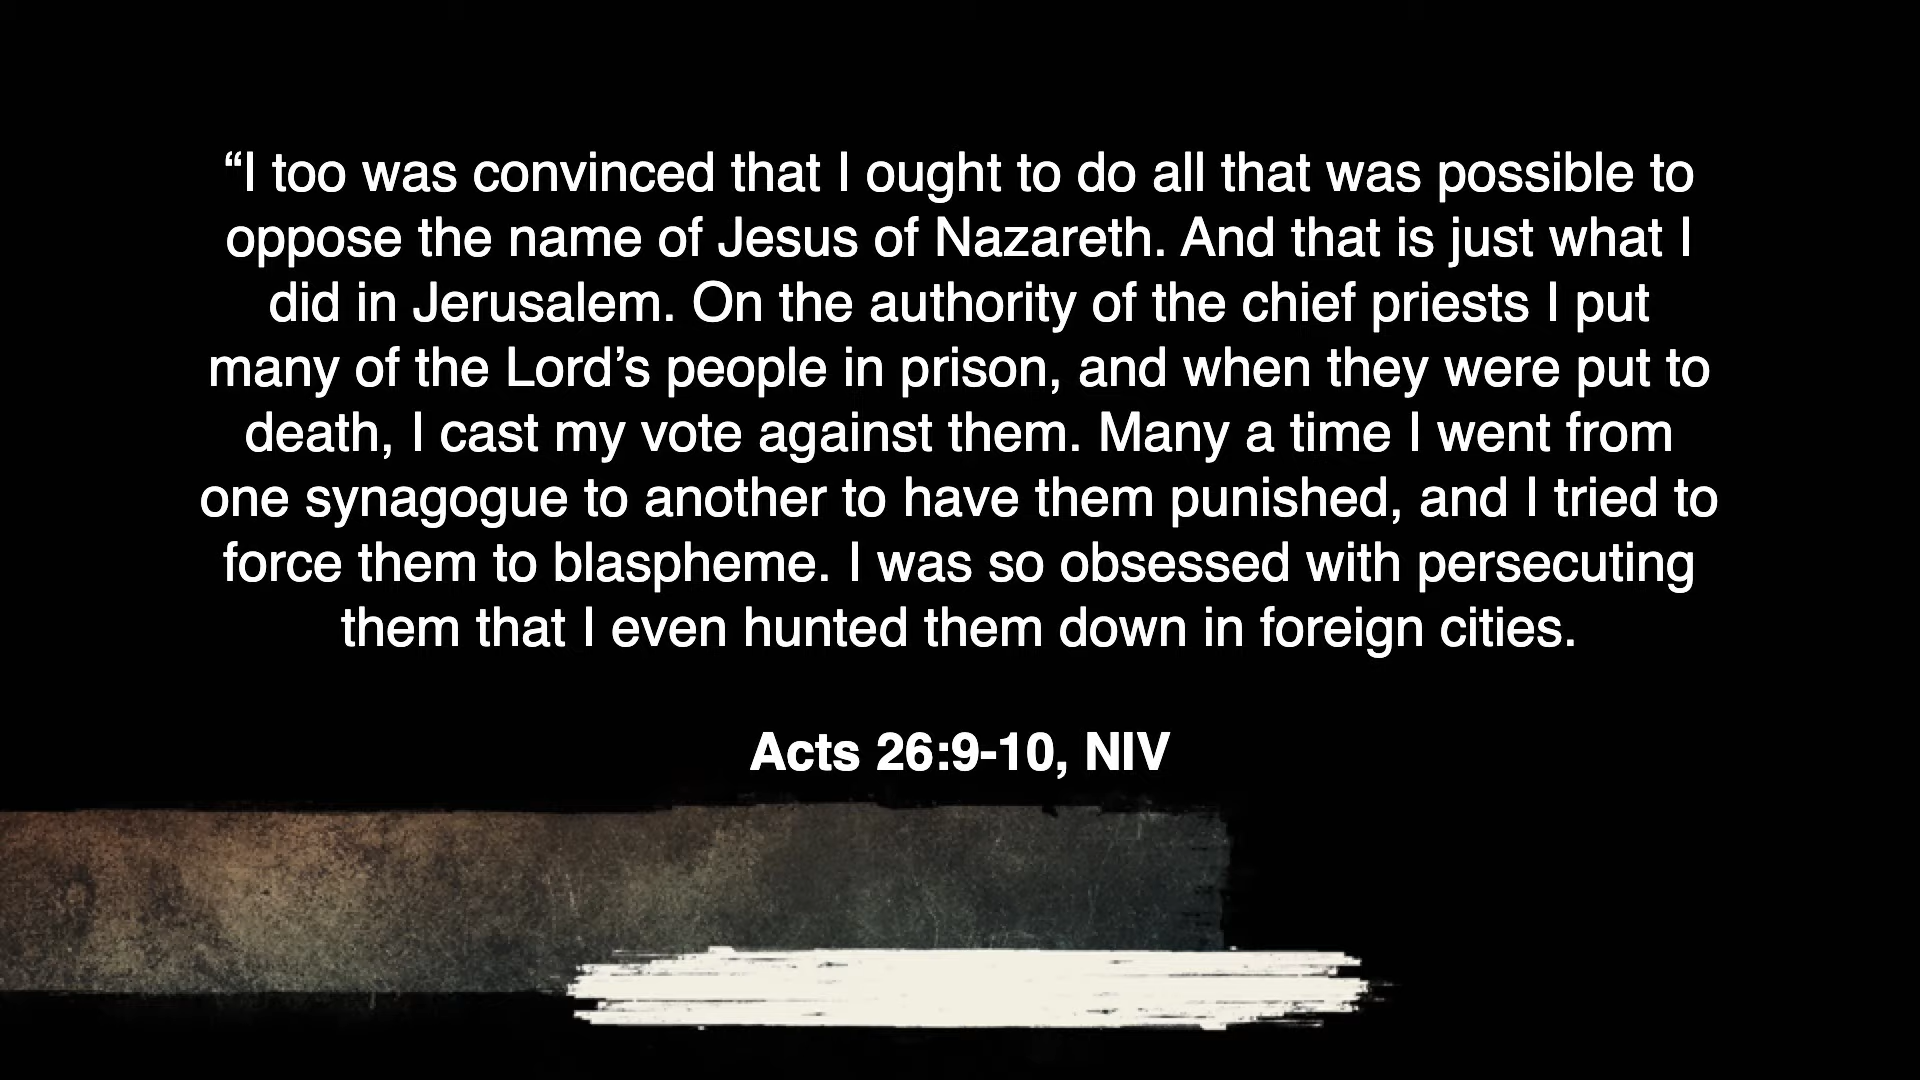 “I too was convinced that I ought to do all that was possible to
oppose the name of Jesus of Nazareth. And that is just what I
did in Jerusalem. On the authority of the chief priests I put
many of the Lord’s people in prison, and when they were put to
death, I cast my vote against them. Many a time I went from
one synagogue to another to have them punished, and I tried to
force them to blaspheme. I was so obsessed with persecuting
them that I even hunted them down in foreign cities.
Acts 26:9-10, NIV